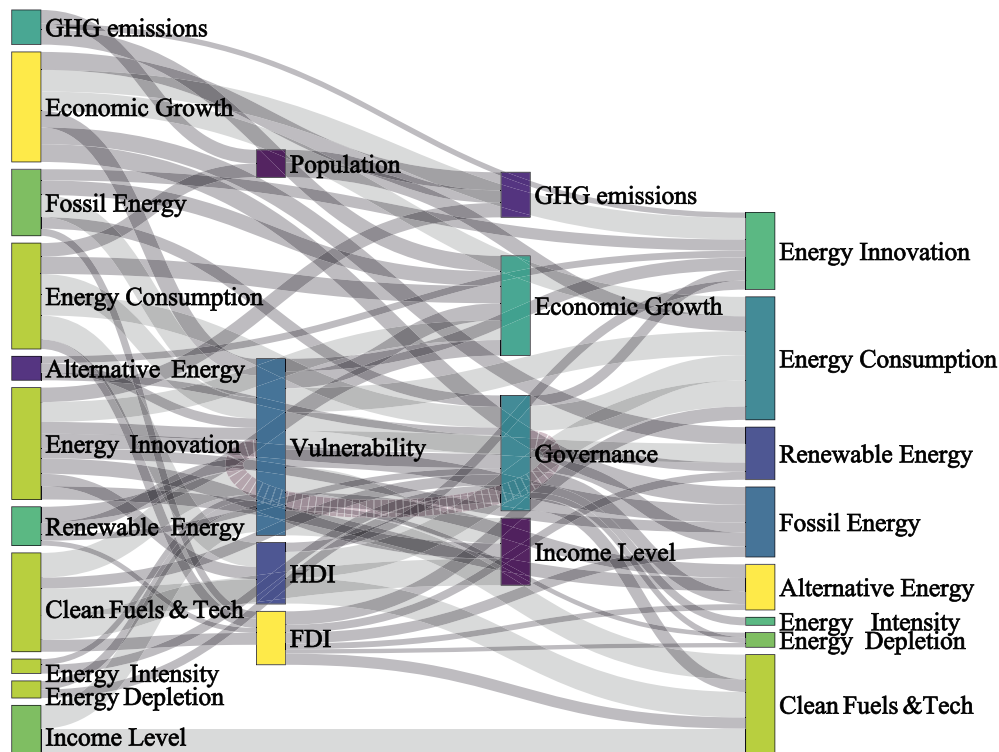 GHG emissions
Economic Growth
Fossil Energy
Energy Consumption
Alternative Energy
Energy Innovation
Renewable Energy
Clean Fuels & Tech
Energy Intensity
Energy Depletion
Income Level
Population
Vulnerability
HDI
FDI
GHG emissions
Economic Growth
Governance
Income Level
Energy Innovation
Energy Consumption
Renewable Energy
Fossil Energy
Alternative Energy
Energy Intensity
Energy Depletion
Clean Fuels &Tech